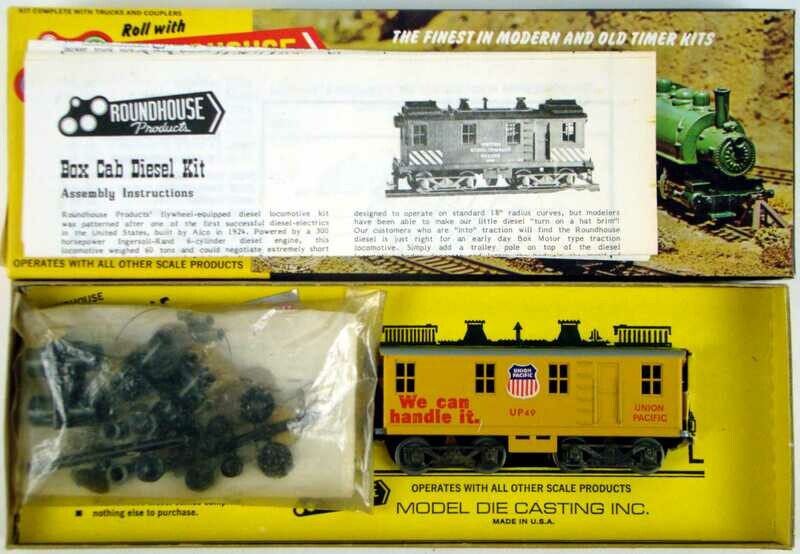 KIT COMPLETE WITH TRUCKS AND COUPLERS
Roll with
THE FINEST IN MODERN AND OLD TIMER KITS
ROUNDHOUSE
Products
Box Cab Diesel Kit
Assembly Instructions
Roundhouse Products' flywheel-equipped diesel locomotive kit
was patterned after one of the first successful diesel-electrics
in the United States, built by Alco in 1924. Powered by a 300
horsepower Ingersoll-Rand 6-cylinder diesel engine, this
locomotive weighed 60 tons and could negotiate extremely short
designed to operate on standard 18" radius curves, but modelers
have been able to make our little diesel "turn on a hat brim"!
Our customers who are "into" traction will find the Roundhouse
diesel is just right for an early day Box Motor type traction
locomotive. Simply add a trolley pole on top of the diesel
OPERATES WITH ALL OTHER SCALE PRODUCTS
ROUNDHOUSE
UNION
PACIFIC
We can
handle it.
UP49
UNION
PACIFIC
nothing else to purchase.
OPERATES WITH ALL OTHER SCALE PRODUCTS
MODEL DIE CASTING INC.
MADE IN U.S.A.